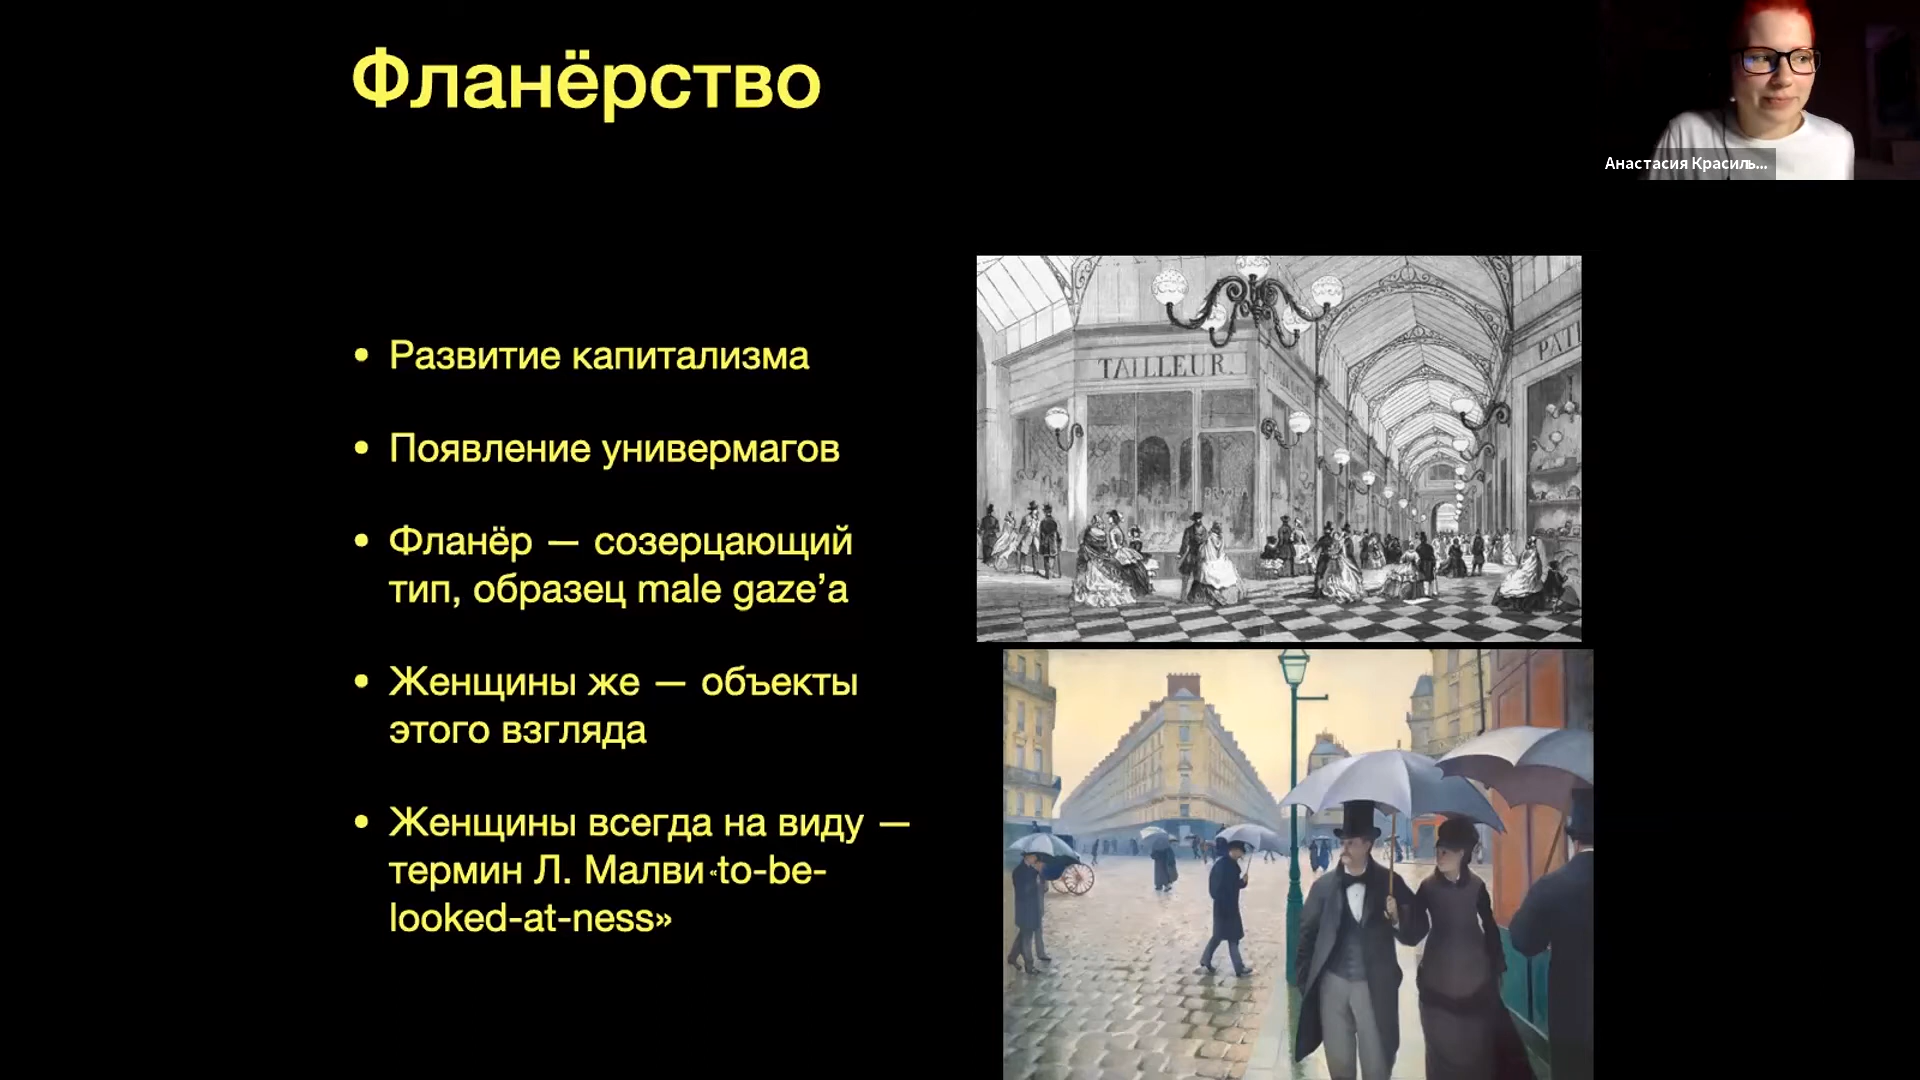 Фланёрство
Анастасия Красиль...
• Развитие капитализма
• Появление универмагов
• Фланёр — созерцающий
тип, образец male gaze’а
• Женщины же — объекты
этого взгляда
• Женщины всегда на виду —
термин Л. Малви «to-be-
looked-at-ness»
TAILLEUR.